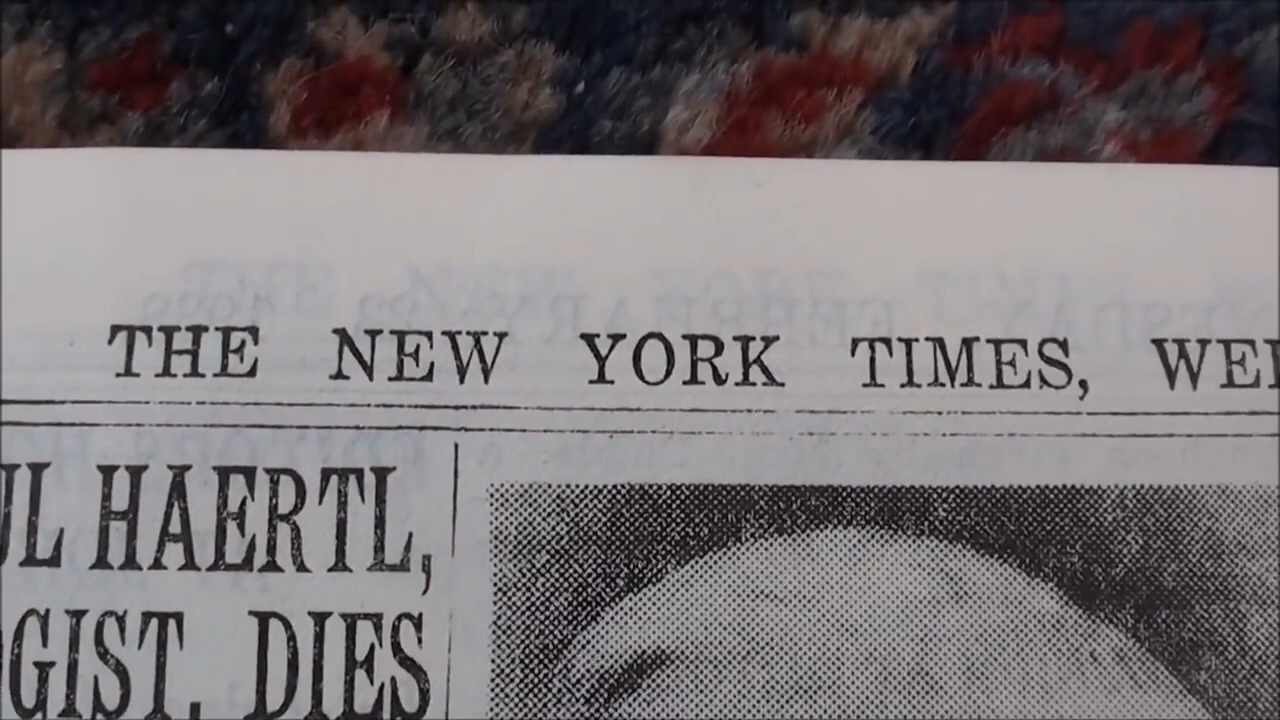 THE NEW YORK TIMES, WE
UL HAERTL,
GIST, DIES